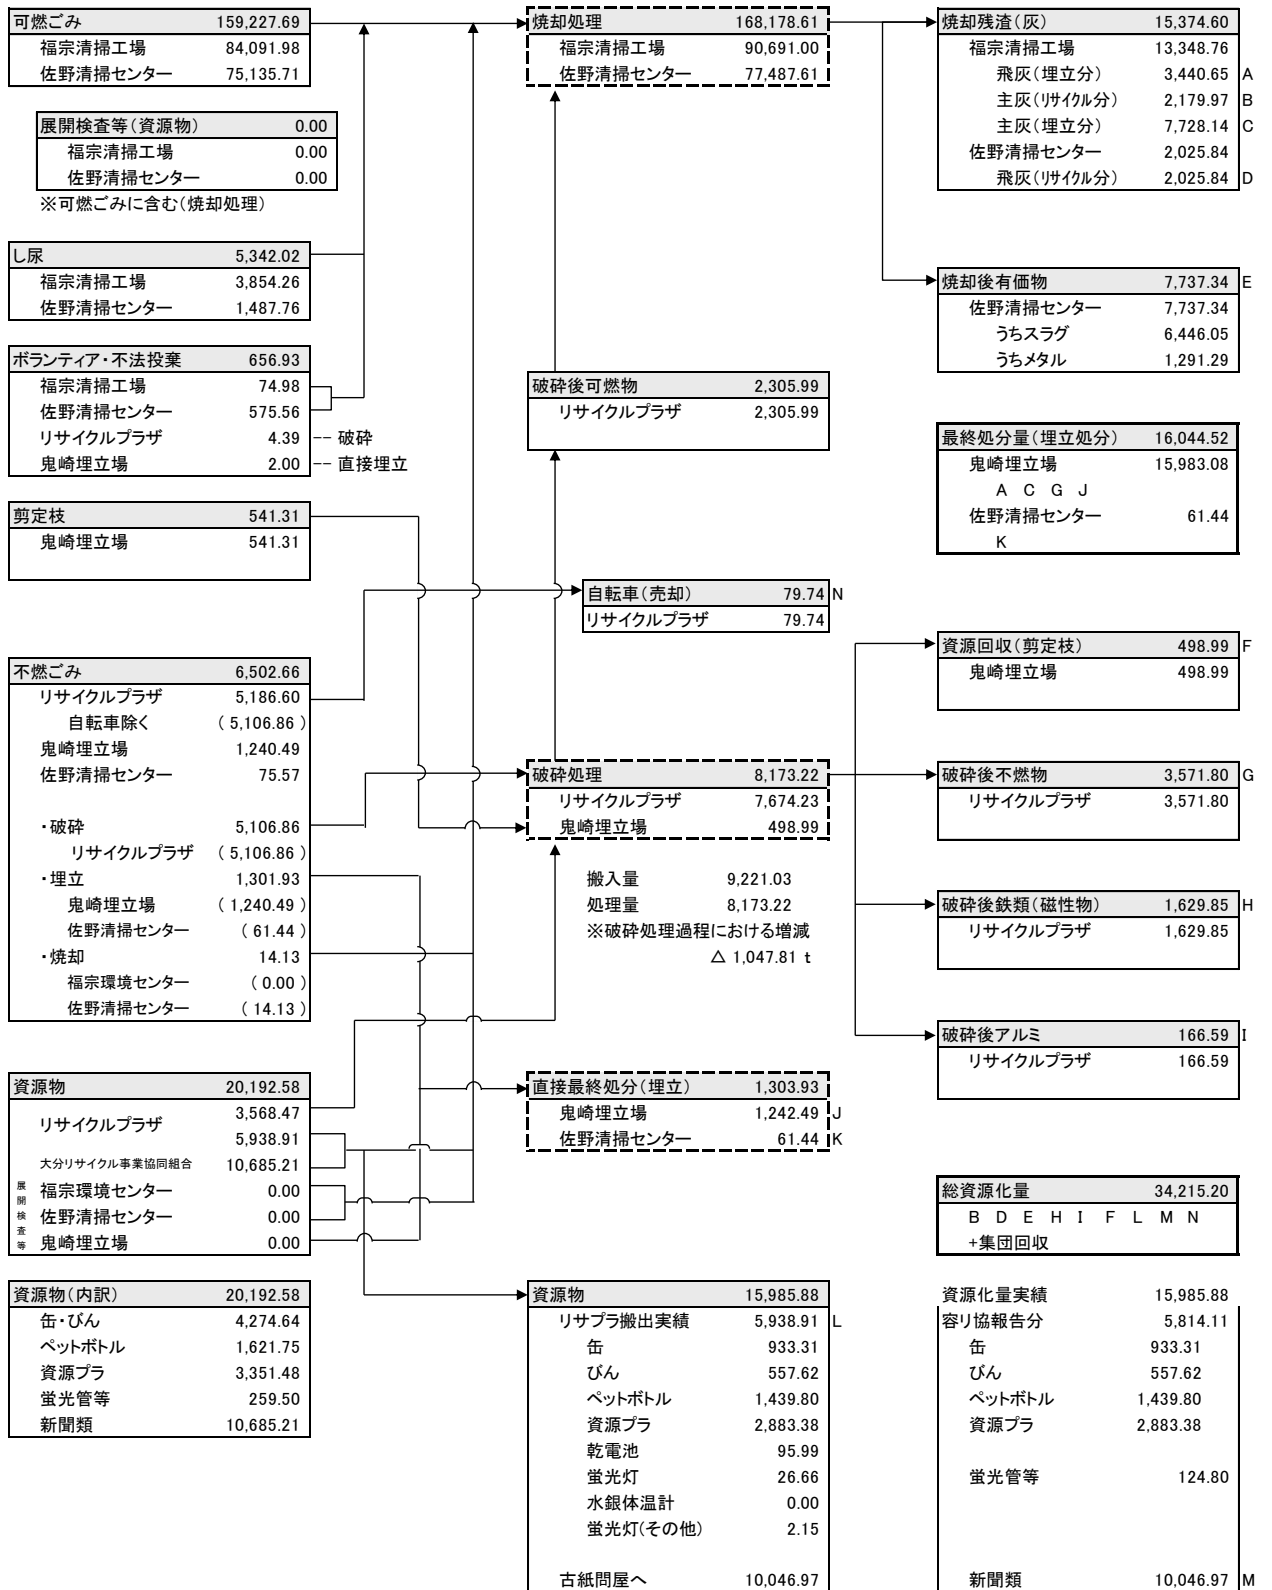 可燃ごみ 159,227.69
福宗清掃工場 84,091.98
佐野清掃センター 75,135.71
展開検査等(資源物) 0.00
福宗清掃工場 0.00
佐野清掃センター 0.00
※可燃ごみに含む(焼却処理)
し尿 5,342.02
福宗清掃工場 3,854.26
佐野清掃センター 1,487.76
ボランティア・不法投棄 656.93
福宗清掃工場 74.98
佐野清掃センター 575.56
リサイクルプラザ 4.39 -- 破砕
鬼崎埋立場 2.00 -- 直接埋立
剪定枝 541.31
鬼崎埋立場 541.31
不燃ごみ 6,502.66
リサイクルプラザ 5,186.60
自転車除く ( 5,106.86 )
鬼崎埋立場 1,240.49
佐野清掃センター 75.57
・破砕 5,106.86
リサイクルプラザ ( 5,106.86 )
・埋立 1,301.93
鬼崎埋立場 ( 1,240.49 )
佐野清掃センター ( 61.44 )
・焼却 14.13
福宗環境センター ( 0.00 )
佐野清掃センター ( 14.13 )
資源物 20,192.58
リサイクルプラザ 3,568.47
5,938.91
大分リサイクル事業協同組合 10,685.21
展開検査等
福宗環境センター 0.00
佐野清掃センター 0.00
鬼崎埋立場 0.00
資源物(内訳) 20,192.58
缶・びん 4,274.64
ペットボトル 1,621.75
資源プラ 3,351.48
蛍光管等 259.50
新聞類 10,685.21
焼却処理 168,178.61
福宗清掃工場 90,691.00
佐野清掃センター 77,487.61
破砕後可燃物 2,305.99
リサイクルプラザ 2,305.99
自転車(売却) 79.74 N
リサイクルプラザ 79.74
破砕処理 8,173.22
リサイクルプラザ 7,674.23
鬼崎埋立場 498.99
搬入量 9,221.03
処理量 8,173.22
※破砕処理過程における増減
△ 1,047.81 t
直接最終処分(埋立) 1,303.93
鬼崎埋立場 1,242.49 J
佐野清掃センター 61.44 K
資源物 15,985.88
リサプラ搬出実績 5,938.91 L
缶 933.31
びん 557.62
ペットボトル 1,439.80
資源プラ 2,883.38
乾電池 95.99
蛍光灯 26.66
水銀体温計 0.00
蛍光灯(その他) 2.15
古紙問屋へ 10,046.97
焼却残渣(灰) 15,374.60
福宗清掃工場 13,348.76
飛灰(埋立分) 3,440.65 A
主灰(リサイクル分) 2,179.97 B
主灰(埋立分) 7,728.14 C
佐野清掃センター 2,025.84
飛灰(リサイクル分) 2,025.84 D
焼却後有価物 7,737.34 E
佐野清掃センター 7,737.34
うちスラグ 6,446.05
うちメタル 1,291.29
最終処分量(埋立処分) 16,044.52
鬼崎埋立場 15,983.08
A C G J
佐野清掃センター 61.44
K
資源回収(剪定枝) 498.99 F
鬼崎埋立場 498.99
破砕後不燃物 3,571.80 G
リサイクルプラザ 3,571.80
破砕後鉄類(磁性物) 1,629.85 H
リサイクルプラザ 1,629.85
破砕後アルミ 166.59 I
リサイクルプラザ 166.59
総資源化量 34,215.20
B D E H I F L M N
+集団回収
資源化量実績 15,985.88
容リ協報告分 5,814.11
缶 933.31
びん 557.62
ペットボトル 1,439.80
資源プラ 2,883.38
蛍光管等 124.80
新聞類 10,046.97 M